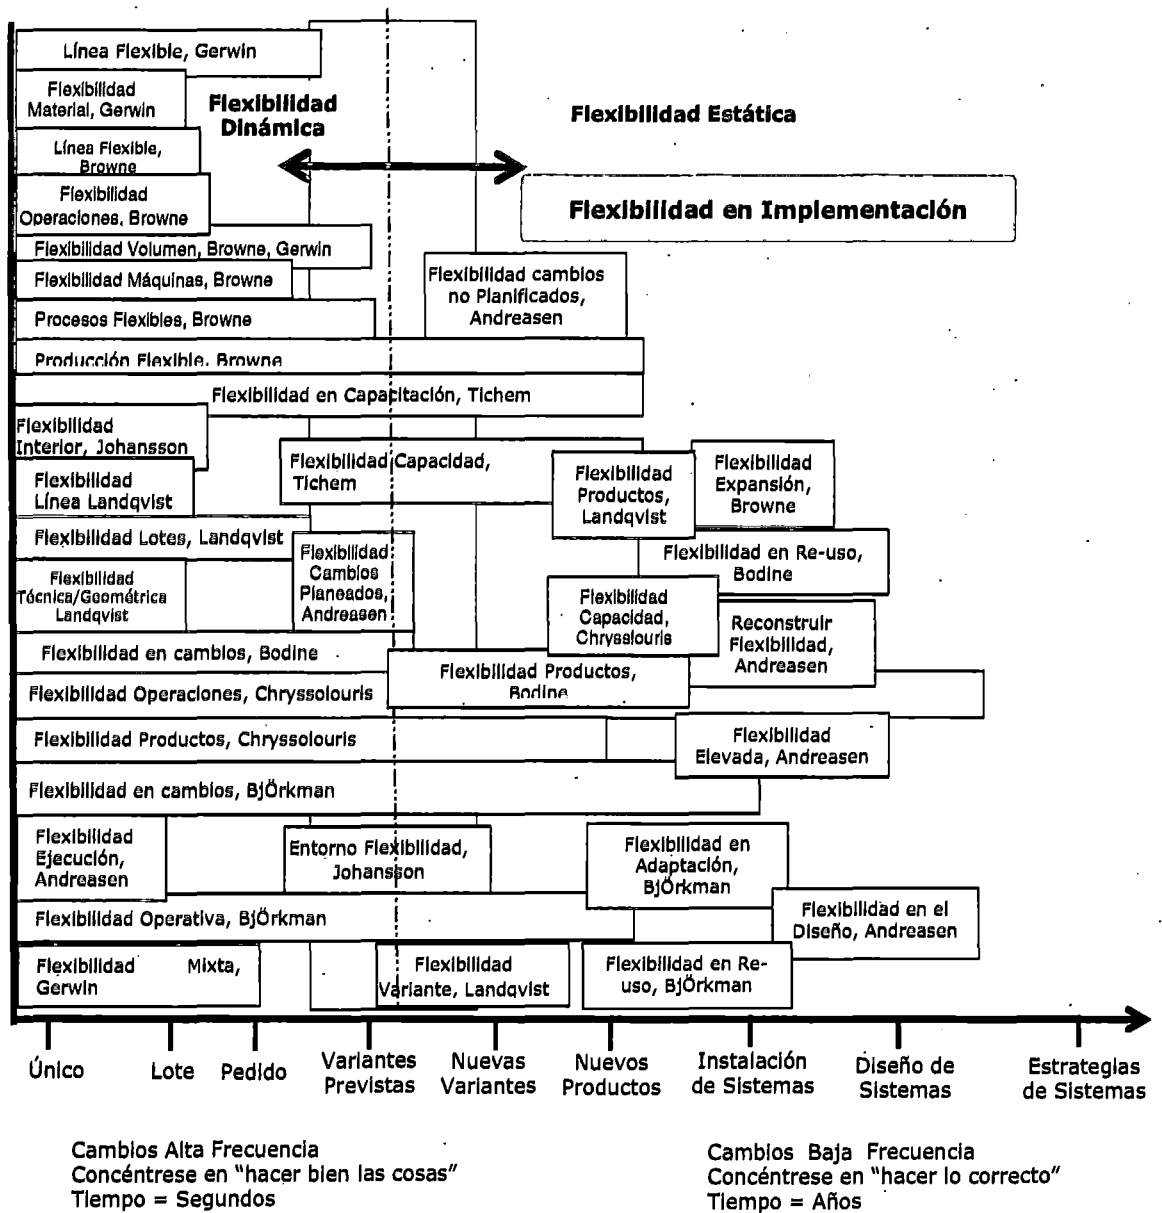 Línea Flexible, Gerwin
Flexibilidad
Material, Gerwin
Línea Flexible,
Browne
Flexibilidad
Operaciones, Browne
Flexibilidad Volumen, Browne, Gerwin
Flexibilidad Máquinas, Browne
Procesos Flexibles, Browne
Producción Flexible, Browne
Flexibilidad en Capacitación, Tichem
Flexibilidad
Dinámica
Flexibilidad Estática
Flexibilidad en Implementación
Flexibilidad cambios
no Planificados,
Andreasen
Flexibilidad
Interior, Johansson
Flexibilidad
Línea Landqvist
Flexibilidad Lotes, Landqvist
Flexibilidad
Técnica/Geométrica
Landqvist
Flexibilidad Capacidad,
Tichem
Flexibilidad
Cambios
Planeados,
Andreasen
Flexibilidad
Productos,
Landqvist
Flexibilidad
Expansión,
Browne
Flexibilidad en Re-uso,
Bodine
Flexibilidad
Capacidad,
Chrysslouris
Reconstruir
Flexibilidad,
Andreasen
Flexibilidad en cambios, Bodine
Flexibilidad Productos,
Bodine
Flexibilidad Operaciones, Chryssolouris
Flexibilidad Productos, Chryssolouris
Flexibilidad
Elevada, Andreasen
Flexibilidad en cambios, BjÖrkman
Flexibilidad
Ejecución,
Andreasen
Entorno Flexibilidad,
Johansson
Flexibilidad en
Adaptación,
BjÖrkman
Flexibilidad Operativa, BjÖrkman
Flexibilidad en el
Diseño, Andreasen
Flexibilidad Mixta,
Gerwin
Flexibilidad
Variante, Landqvist
Flexibilidad en Re-
uso, BjÖrkman
Único
Lote
Pedido
Variantes
Previstas
Nuevas
Variantes
Nuevos
Productos
Instalación
de Sistemas
Diseño de
Sistemas
Estrategias
de Sistemas
Cambios Alta Frecuencia
Concéntrese en “hacer bien las cosas”
Tiempo = Segundos
Cambios Baja Frecuencia
Concéntrese en “hacer lo correcto”
Tiempo = Años